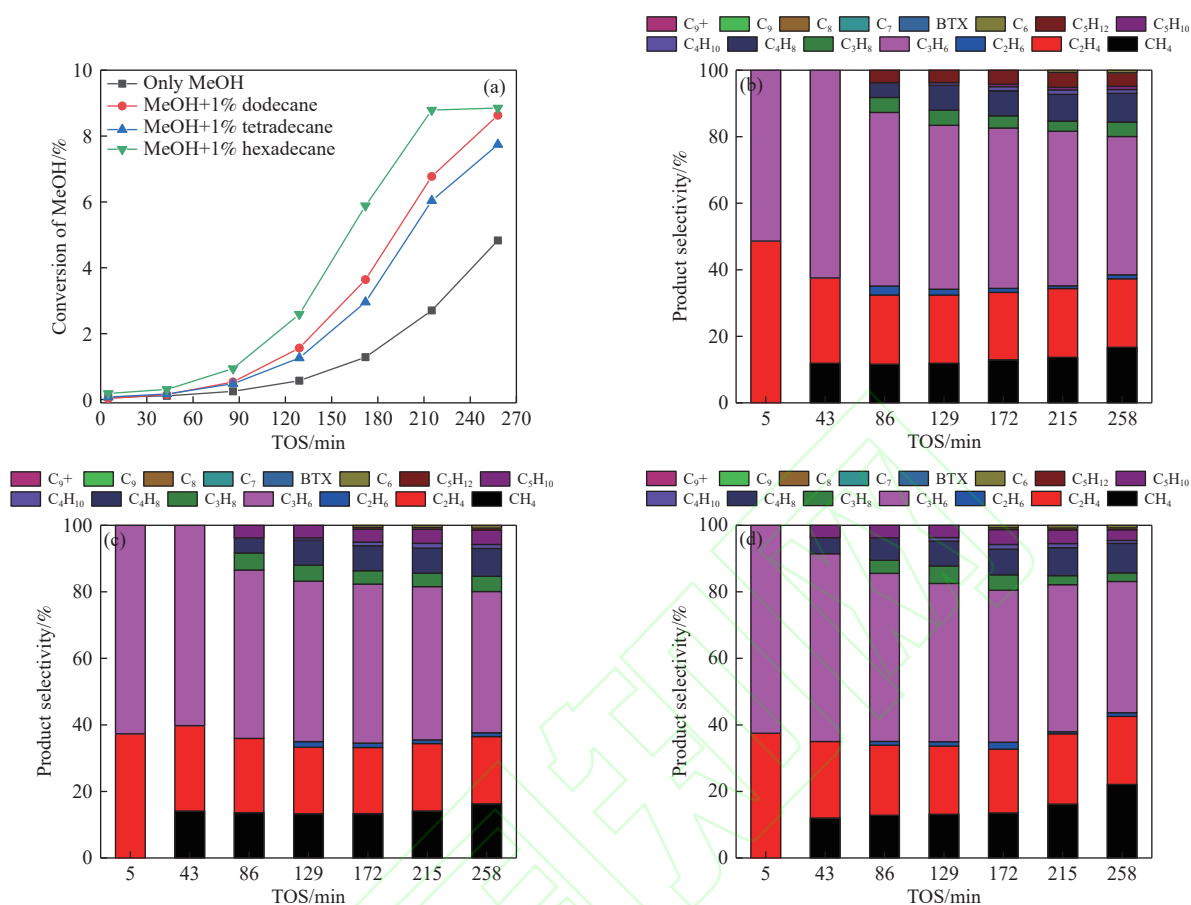 (a)
Only MeOH
MeOH+1% dodecane
MeOH+1% tetradecane
MeOH+1% hexadecane
Conversion of MeOH/%
10
8
6
4
2
0
0 30 60 90 120 150 180 210 240 270
TOS/min
C₉+ C₉ C₈ C₇ BTX C₆ C₅H₁₂ C₅H₁₀
C₄H₁₀ C₄H₈ C₃H₈ C₃H₆ C₂H₆ C₂H₄ CH₄
(b)
Product selectivity/%
100
80
60
40
20
0
5 43 86 129 172 215 258
TOS/min
C₉+ C₉ C₈ C₇ BTX C₆ C₅H₁₂ C₅H₁₀
C₄H₁₀ C₄H₈ C₃H₈ C₃H₆ C₂H₆ C₂H₄ CH₄
(c)
Product selectivity/%
100
80
60
40
20
0
5 43 86 129 172 215 258
TOS/min
C₉+ C₉ C₈ C₇ BTX C₆ C₅H₁₂ C₅H₁₀
C₄H₁₀ C₄H₈ C₃H₈ C₃H₆ C₂H₆ C₂H₄ CH₄
(d)
Product selectivity/%
100
80
60
40
20
0
5 43 86 129 172 215 258
TOS/min